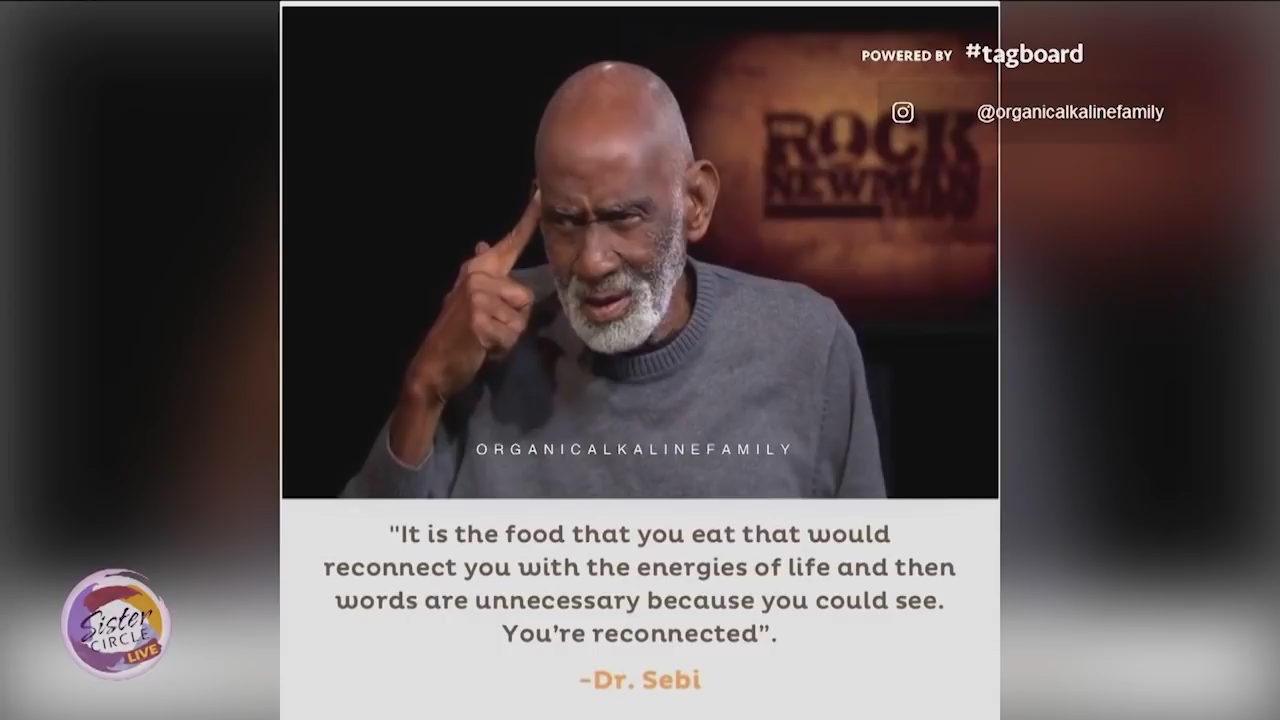 POWERED BY #tagboard
@organicalkalinefamily
ROCK
NEWMAN
ORGANICALKALINEFAMILY
"It is the food that you eat that would
reconnect you with the energies of life and then
words are unnecessary because you could see.
You're reconnected”.
-Dr. Sebi
Sister
CIRCLE
LIVE